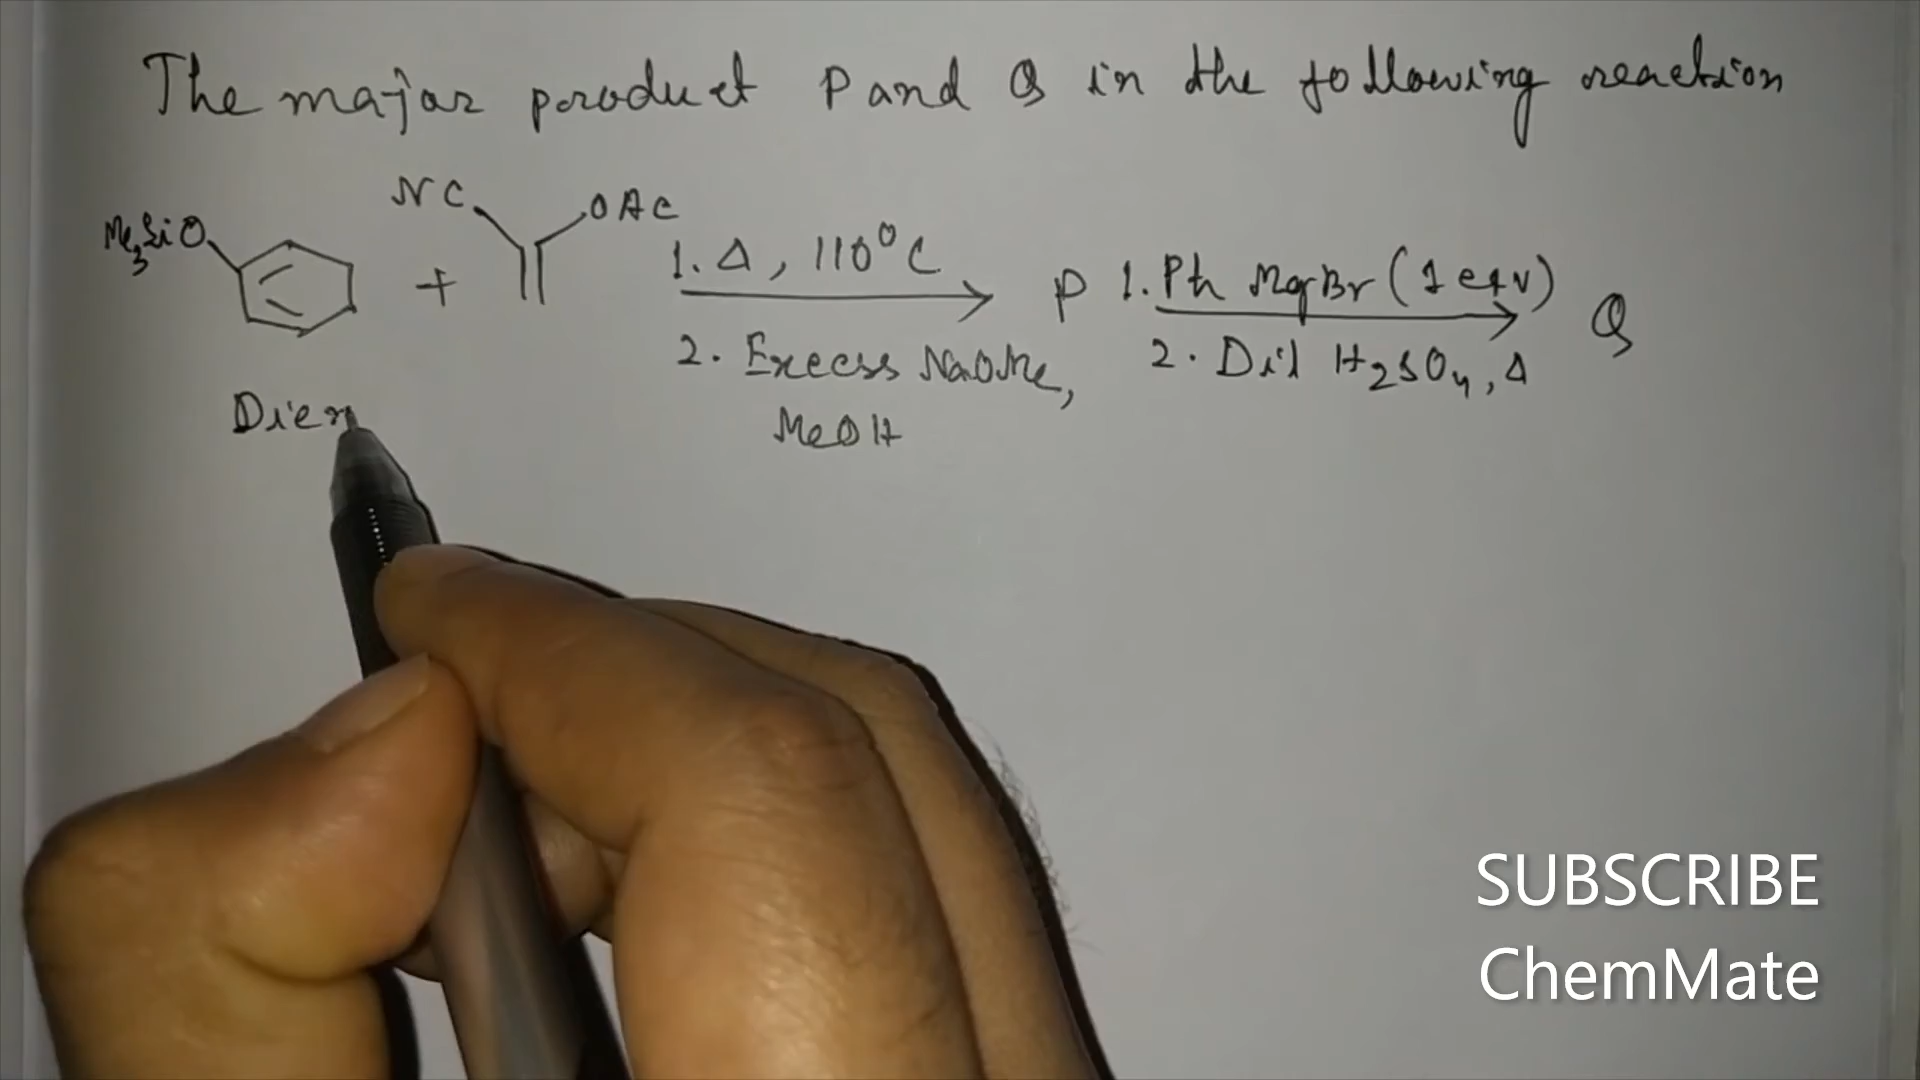 The major product P and Q in the following reaction
NC
OAc
Me3SiO
+
1. Δ, 110°C
2. Excess NaOMe,
MeOH
P
1. Ph MgBr (1 eqv)
2. Dil H2SO4, Δ
Q
Dien
SUBSCRIBE
ChemMate